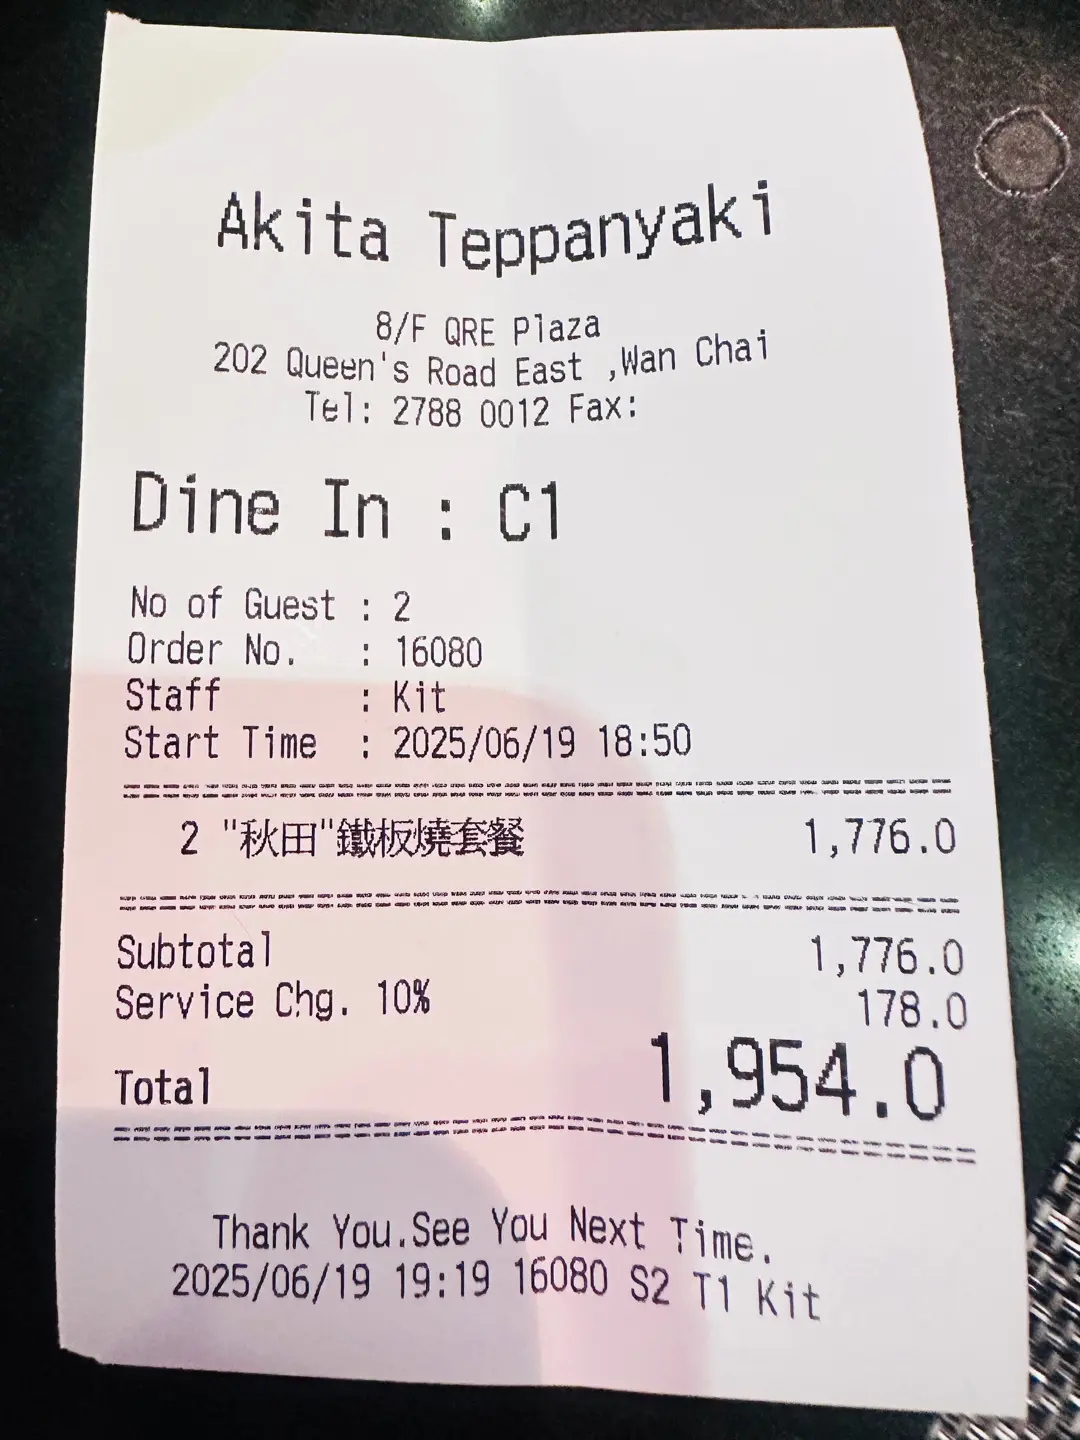 Akita Teppanyaki
8/F QRE Plaza
202 Queen's Road East ,Wan Chai
Tel: 2788 0012 Fax:
Dine In : C1
No of Guest : 2
Order No. : 16080
Staff : Kit
Start Time : 2025/06/19 18:50
2 "秋田"鐵板燒套餐 1,776.0
Subtotal 1,776.0
Service Chg. 10% 178.0
Total 1,954.0
Thank You.See You Next Time.
2025/06/19 19:19 16080 S2 T1 Kit